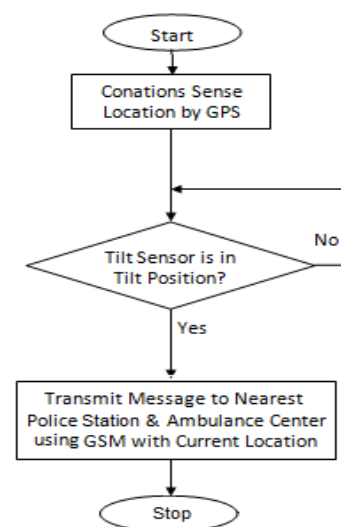 Start
Conations Sense
Location by GPS
Tilt Sensor is in
Tilt Position?
No
Yes
Transmit Message to Nearest
Police Station & Ambulance Center
using GSM with Current Location
Stop